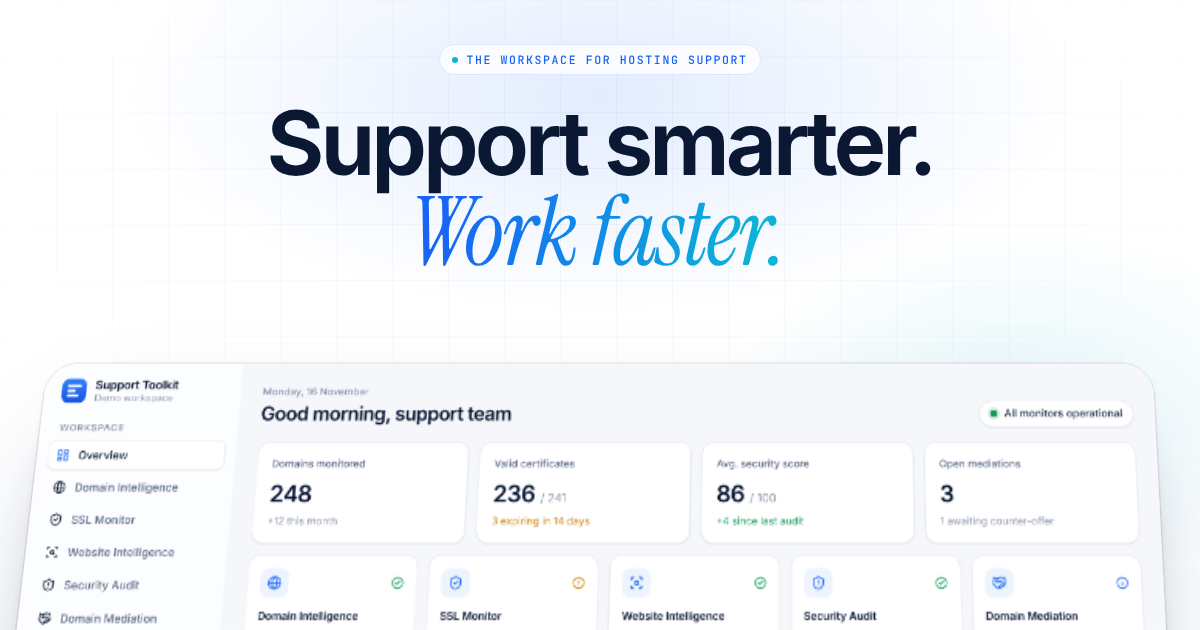 THE WORKSPACE FOR HOSTING SUPPORT
Support smarter.
Work faster.
Support Toolkit
Demo workspace
WORKSPACE
Overview
Domain Intelligence
SSL Monitor
Website Intelligence
Security Audit
Domain Mediation
Monday, 16 November
Good morning, support team
All monitors operational
Domains monitored
248
+12 this month
Valid certificates
236 / 241
3 expiring in 14 days
Avg. security score
86 / 100
+4 since last audit
Open mediations
3
1 awaiting counter-offer
Domain Intelligence
SSL Monitor
Website Intelligence
Security Audit
Domain Mediation